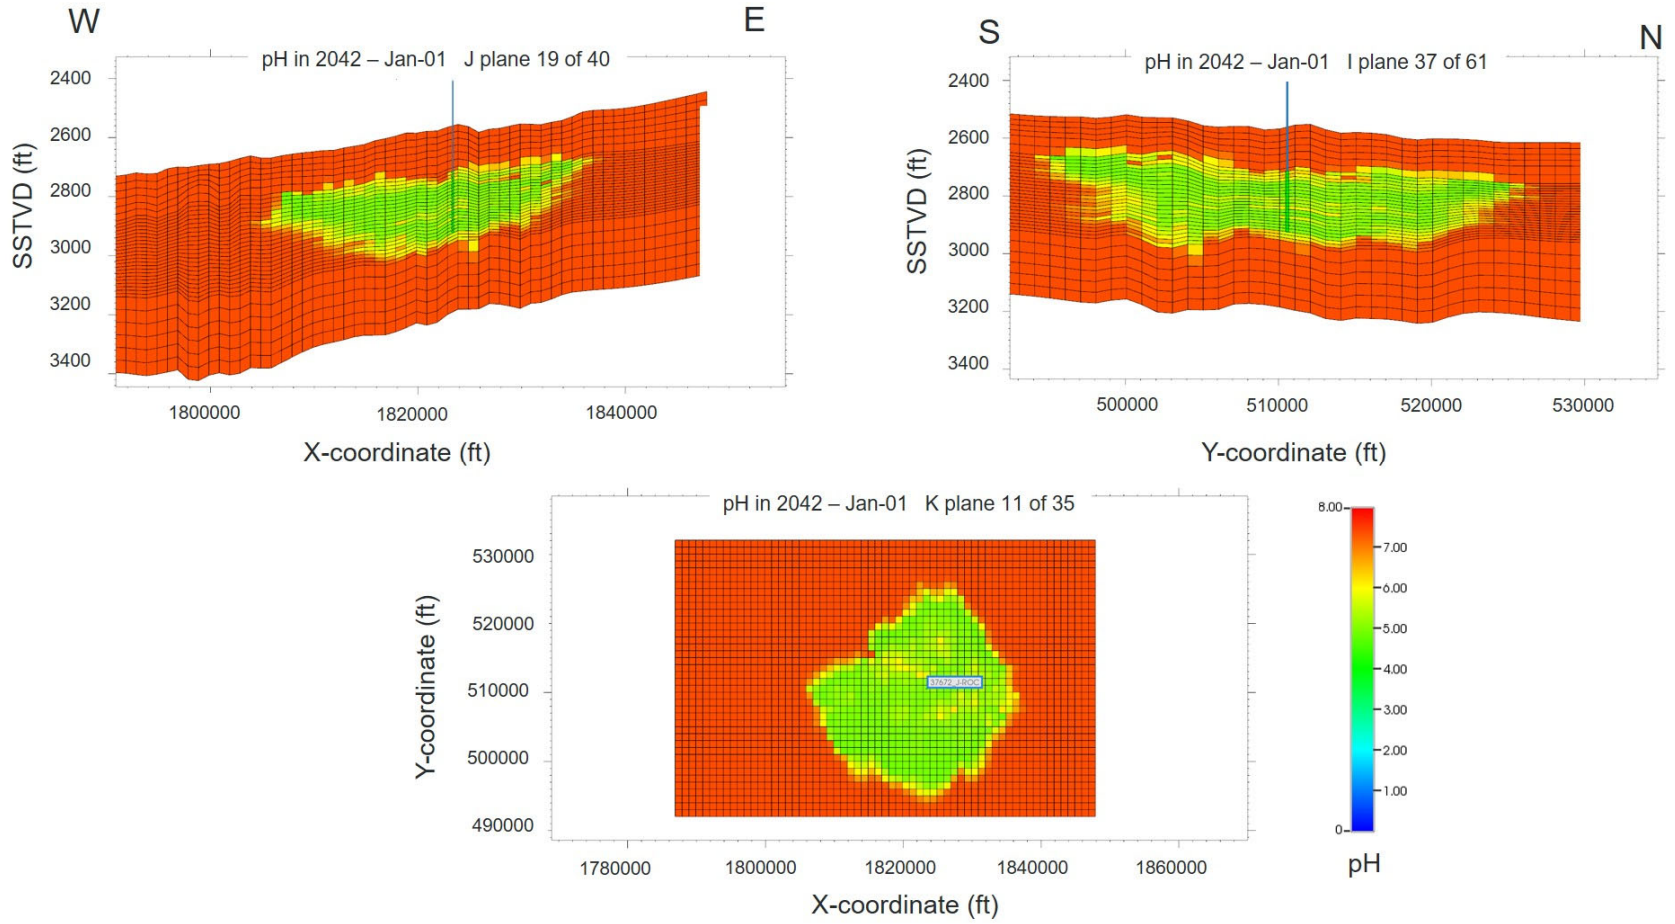 W
E
pH in 2042 – Jan-01 J plane 19 of 40
2400
2600
2800
3000
3200
3400
SSTVD (ft)
1800000
1820000
1840000
X-coordinate (ft)
S
N
pH in 2042 – Jan-01 I plane 37 of 61
2400
2600
2800
3000
3200
3400
SSTVD (ft)
500000
510000
520000
530000
Y-coordinate (ft)
pH in 2042 – Jan-01 K plane 11 of 35
530000
520000
510000
500000
490000
Y-coordinate (ft)
37672_J-ROC
1780000
1800000
1820000
1840000
1860000
X-coordinate (ft)
8.00
7.00
6.00
5.00
4.00
3.00
2.00
1.00
0
pH